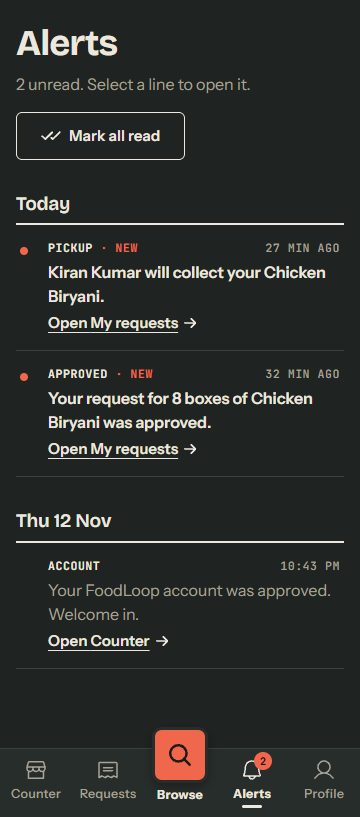 Alerts
2 unread. Select a line to open it.
Mark all read
Today
PICKUP · NEW 27 MIN AGO
Kiran Kumar will collect your Chicken
Biryani.
Open My requests →
APPROVED · NEW 32 MIN AGO
Your request for 8 boxes of Chicken
Biryani was approved.
Open My requests →
Thu 12 Nov
ACCOUNT 10:43 PM
Your FoodLoop account was approved.
Welcome in.
Open Counter →
2
Counter Requests Browse Alerts Profile